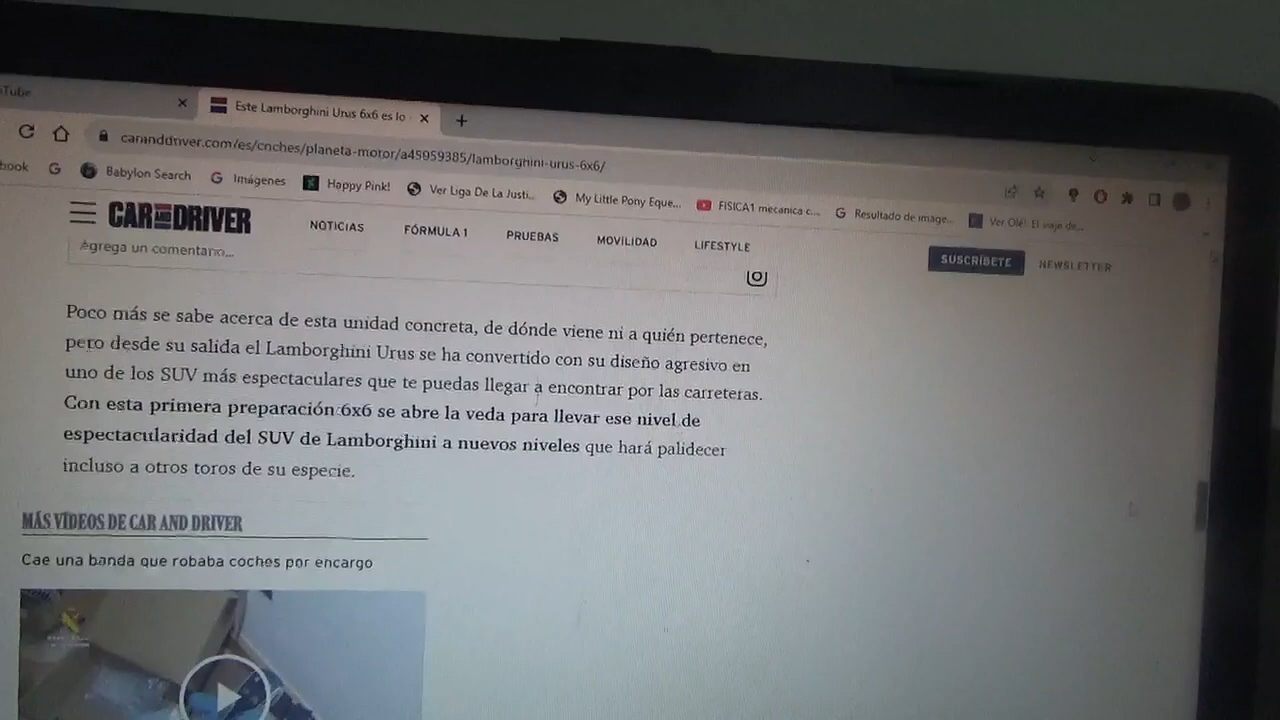 Tube
Este Lamborghini Urus 6x6 es lo
caranddriver.com/es/coches/planeta-motor/a45959385/lamborghini-urus-6x6/
book
Babylon Search
Imágenes
Happy Pink!
Ver Liga De La Justi...
My Little Pony Eque...
FISICA1 mecanica c...
Resultado de image...
Ver Olé! El viaje de...
CAR AND DRIVER
NOTICIAS
FÓRMULA 1
PRUEBAS
MOVILIDAD
LIFESTYLE
SUSCRÍBETE
NEWSLETTER
Agrega un comentario...
Poco más se sabe acerca de esta unidad concreta, de dónde viene ni a quién pertenece,
pero desde su salida el Lamborghini Urus se ha convertido con su diseño agresivo en
uno de los SUV más espectaculares que te puedas llegar a encontrar por las carreteras.
Con esta primera preparación 6x6 se abre la veda para llevar ese nivel de
espectacularidad del SUV de Lamborghini a nuevos niveles que hará palidecer
incluso a otros toros de su especie.
MÁS VÍDEOS DE CAR AND DRIVER
Cae una banda que robaba coches por encargo